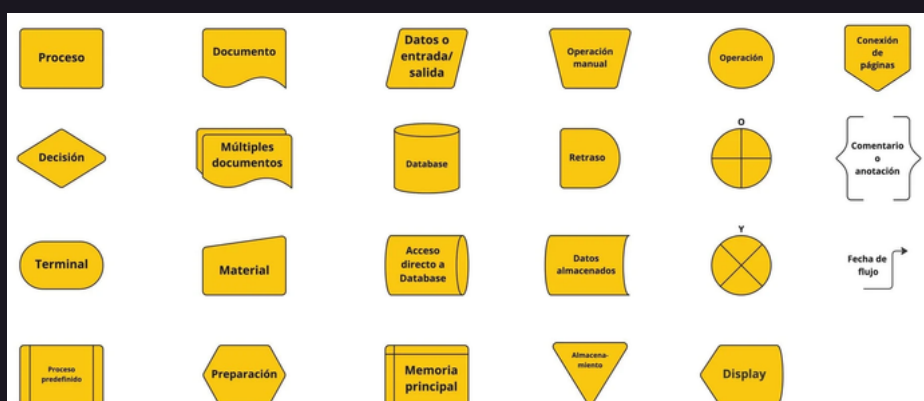 Proceso
Documento
Datos o
entrada/
salida
Operación
manual
Operación
Conexión
de
páginas
Decisión
Múltiples
documentos
Database
Retraso
O
Comentario
o
anotación
Terminal
Material
Acceso
directo a
Database
Datos
almacenados
Y
Fecha de
flujo
Proceso
predefinido
Preparación
Memoria
principal
Almacena-
miento
Display